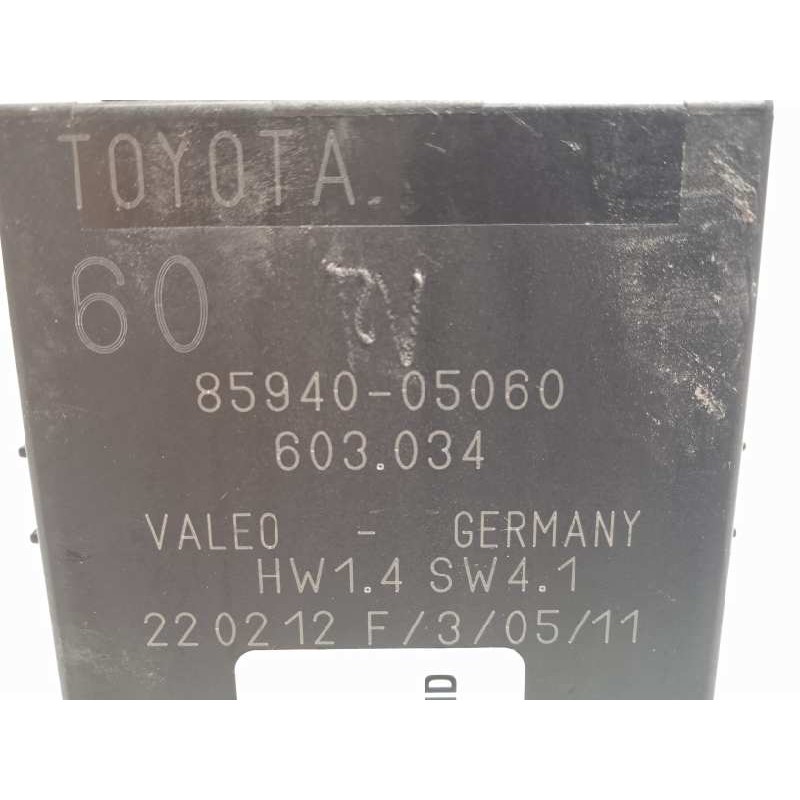 TOYOTA
60
85940-05060
603.034
VALEO - GERMANY
HW1.4 SW4.1
220212 F/3/05/11